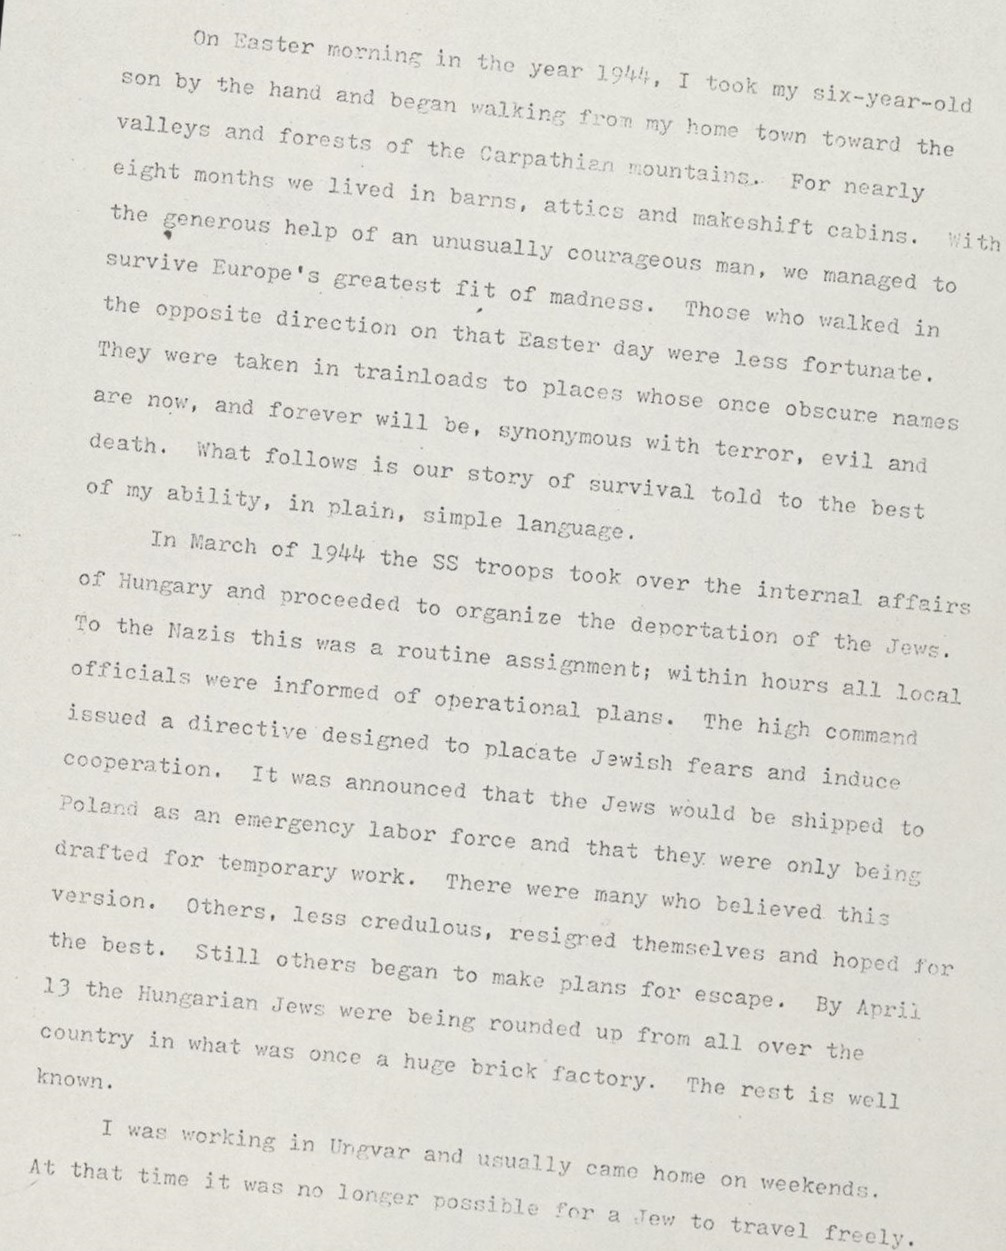 On Easter morning in the year 1944, I took my six-year-old
son by the hand and began walking from my home town toward the
valleys and forests of the Carpathian mountains. For nearly
eight months we lived in barns, attics and makeshift cabins. With
the generous help of an unusually courageous man, we managed to
survive Europe's greatest fit of madness. Those who walked in
the opposite direction on that Easter day were less fortunate.
They were taken in trainloads to places whose once obscure names
are now, and forever will be, synonymous with terror, evil and
death. What follows is our story of survival told to the best
of my ability, in plain, simple language.
In March of 1944 the SS troops took over the internal affairs
of Hungary and proceeded to organize the deportation of the Jews.
To the Nazis this was a routine assignment; within hours all local
officials were informed of operational plans. The high command
issued a directive designed to placate Jewish fears and induce
cooperation. It was announced that the Jews would be shipped to
Poland as an emergency labor force and that they were only being
drafted for temporary work. There were many who believed this
version. Others, less credulous, resigned themselves and hoped for
the best. Still others began to make plans for escape. By April
13 the Hungarian Jews were being rounded up from all over the
country in what was once a huge brick factory. The rest is well
known.
I was working in Ungvar and usually came home on weekends.
At that time it was no longer possible for a Jew to travel freely.